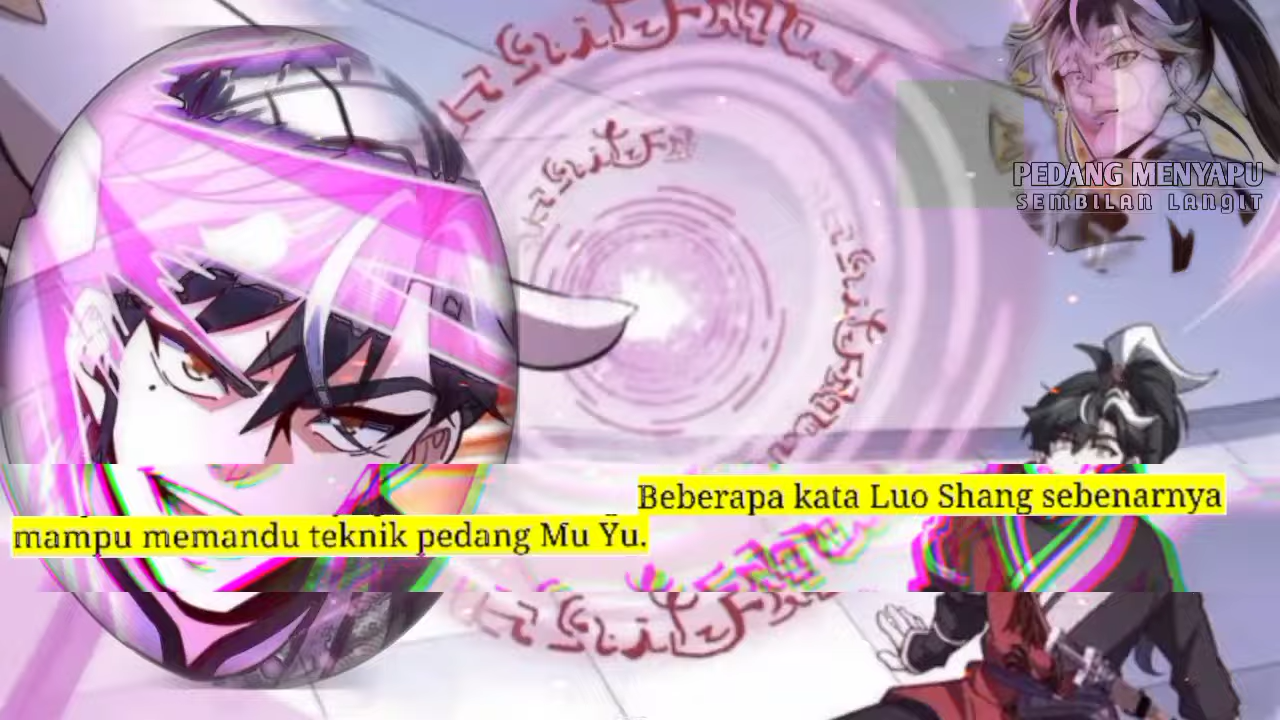 PEDANG MENYAPU
SEMBILAN LANGIT
Beberapa kata Luo Shang sebenarnya
mampu memandu teknik pedang Mu Yu.